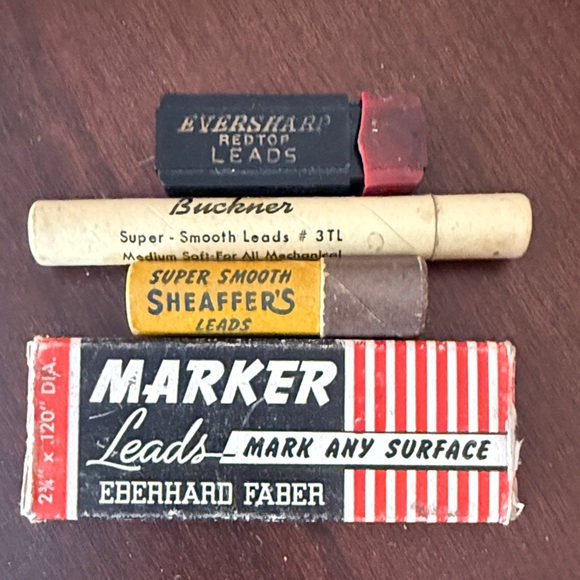 EVERSHARP
REDTOP
LEADS
Buckner
Super - Smooth Leads # 3TL
Medium Soft For All Mechanical
SUPER SMOOTH
SHEAFFER'S
LEADS
2¾" x .120" DIA.
MARKER
Leads
MARK ANY SURFACE
EBERHARD FABER